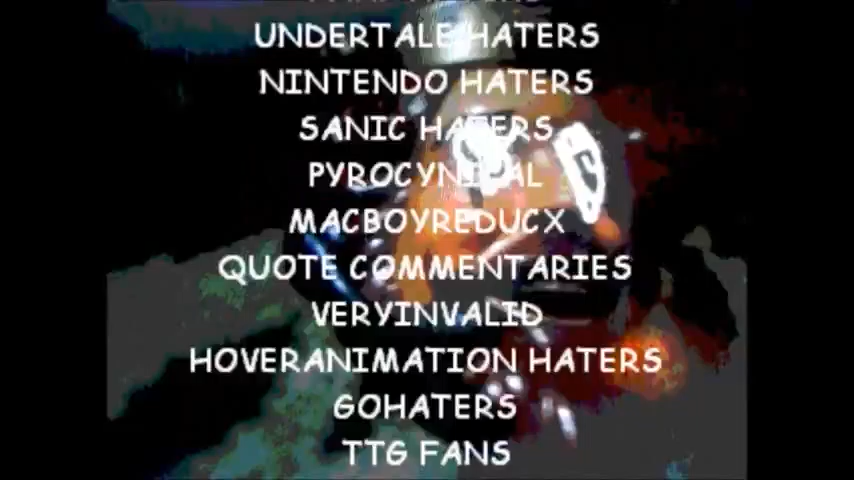 UNDERTALE HATERS
NINTENDO HATERS
SANIC HATERS
PYROCYNICAL
MACBOYREDUCX
QUOTE COMMENTARIES
VERYINVALID
HOVERANIMATION HATERS
GOHATERS
TTG FANS